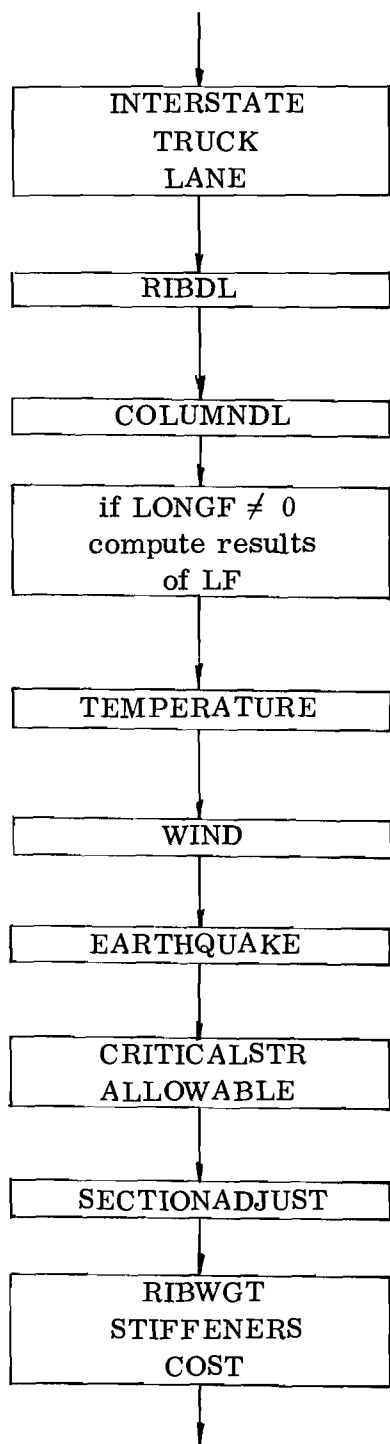 INTERSTATE
TRUCK
LANE
RIBDL
COLUMNDL
if LONGF ≠ 0
compute results
of LF
TEMPERATURE
WIND
EARTHQUAKE
CRITICALSTR
ALLOWABLE
SECTIONADJUST
RIBWGT
STIFFENERS
COST